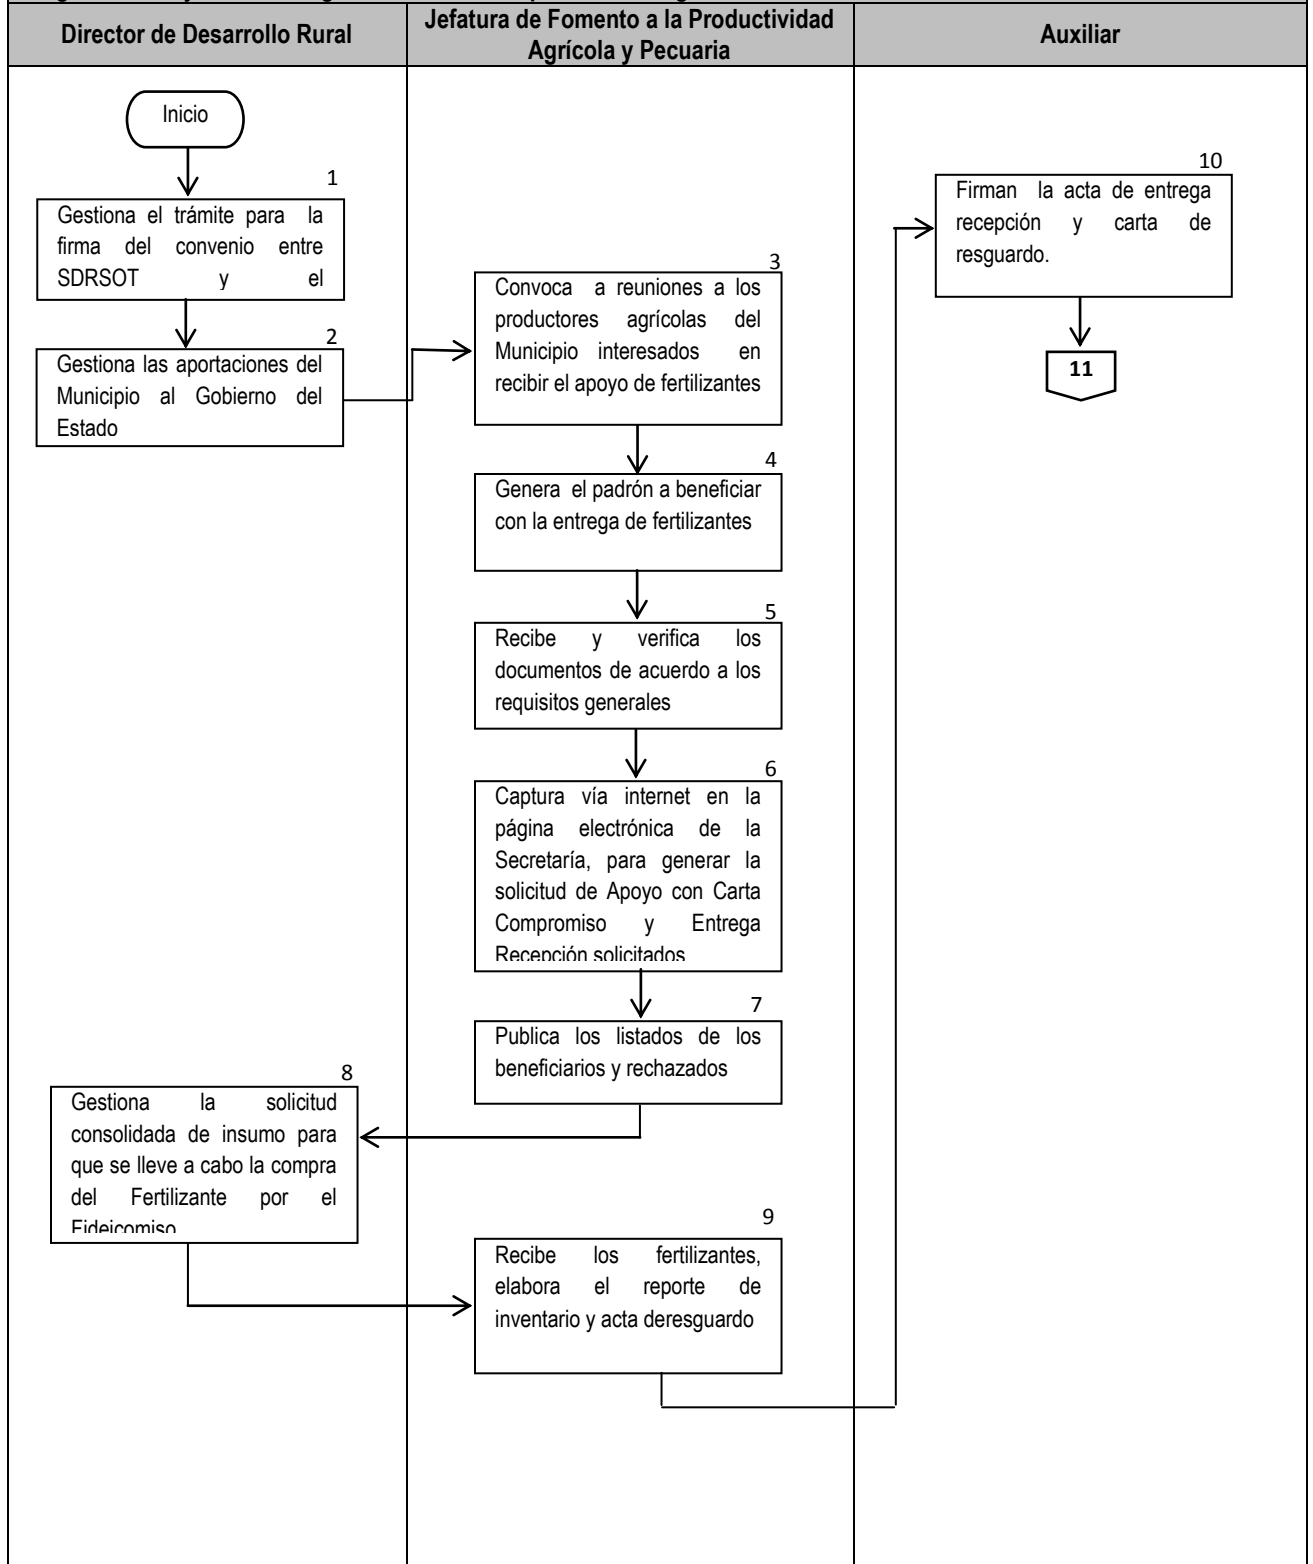 Director de Desarrollo Rural
Jefatura de Fomento a la Productividad
Agrícola y Pecuaria
Auxiliar
Inicio
1
Gestiona el trámite para la
firma del convenio entre
SDRSOT y el
2
Gestiona las aportaciones del
Municipio al Gobierno del
Estado
3
Convoca a reuniones a los
productores agrícolas del
Municipio interesados en
recibir el apoyo de fertilizantes
4
Genera el padrón a beneficiar
con la entrega de fertilizantes
5
Recibe y verifica los
documentos de acuerdo a los
requisitos generales
6
Captura vía internet en la
página electrónica de la
Secretaría, para generar la
solicitud de Apoyo con Carta
Compromiso y Entrega
Recepción solicitados
7
Publica los listados de los
beneficiarios y rechazados
8
Gestiona la solicitud
consolidada de insumo para
que se lleve a cabo la compra
del Fertilizante por el
Fideicomiso
9
Recibe los fertilizantes,
elabora el reporte de
inventario y acta deresguardo
10
Firman la acta de entrega
recepción y carta de
resguardo.
11